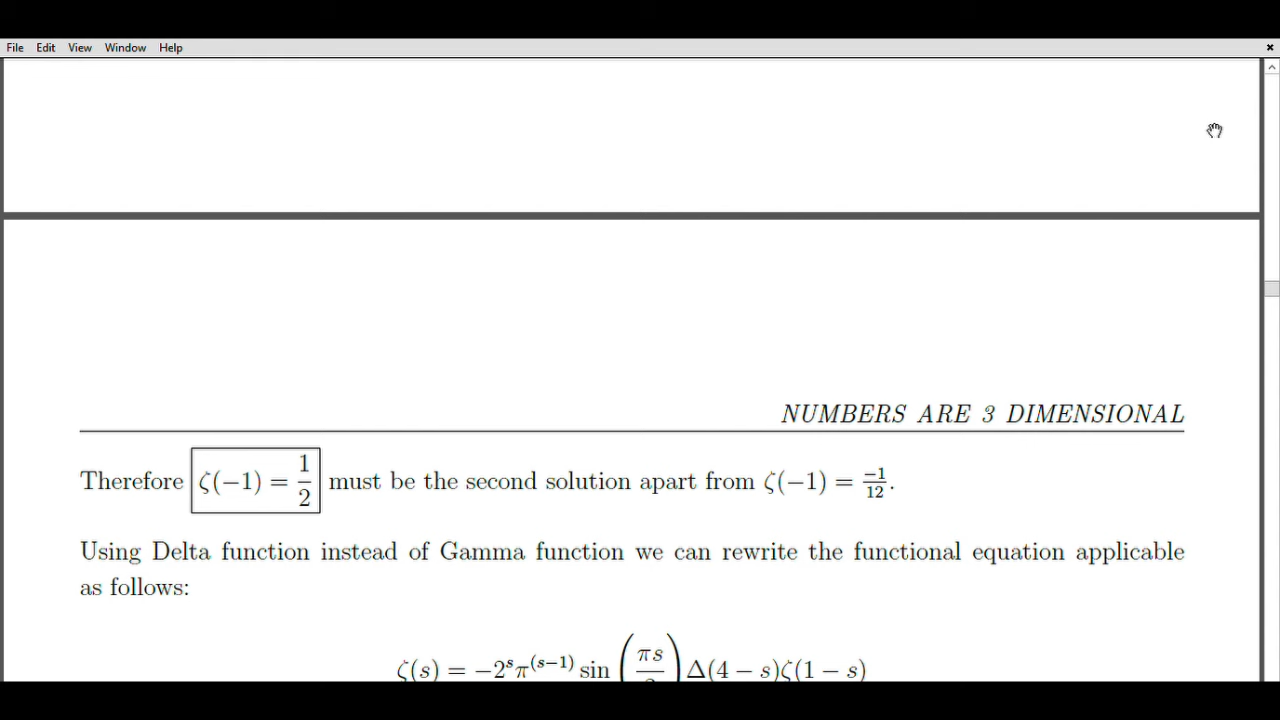 File Edit View Window Help
NUMBERS ARE 3 DIMENSIONAL
Therefore ζ(−1) = 1/2 must be the second solution apart from ζ(−1) = −1/12.
Using Delta function instead of Gamma function we can rewrite the functional equation applicable
as follows:
ζ(s) = −2^s π^(s−1) sin (πs/2) Δ(4 − s)ζ(1 − s)